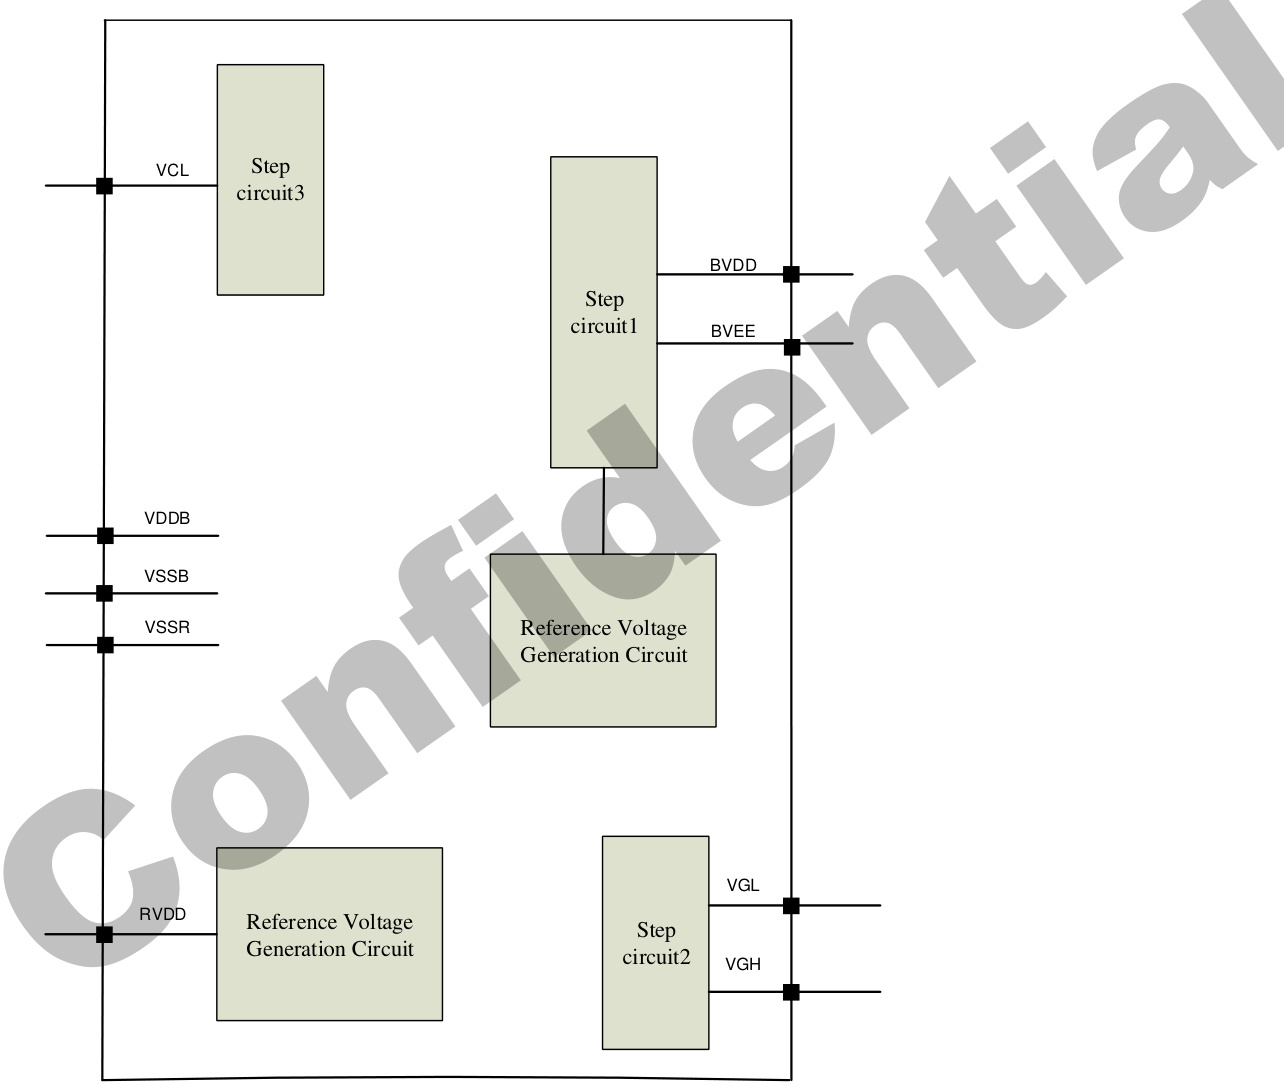 Step
circuit3
VCL
Step
circuit1
BVDD
BVEE
VDDB
VSSB
VSSR
Reference Voltage
Generation Circuit
RVDD
Reference Voltage
Generation Circuit
Step
circuit2
VGL
VGH
Confidential